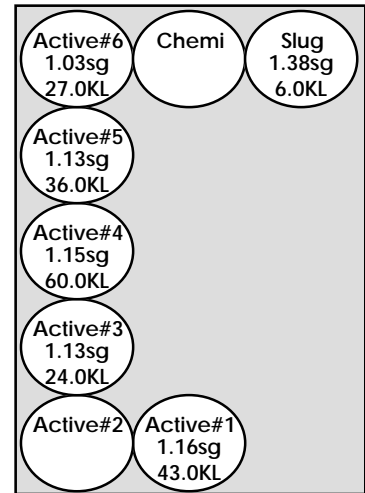 Active#6
1.03sg
27.0KL
Chemi
Slug
1.38sg
6.0KL
Active#5
1.13sg
36.0KL
Active#4
1.15sg
60.0KL
Active#3
1.13sg
24.0KL
Active#2
Active#1
1.16sg
43.0KL